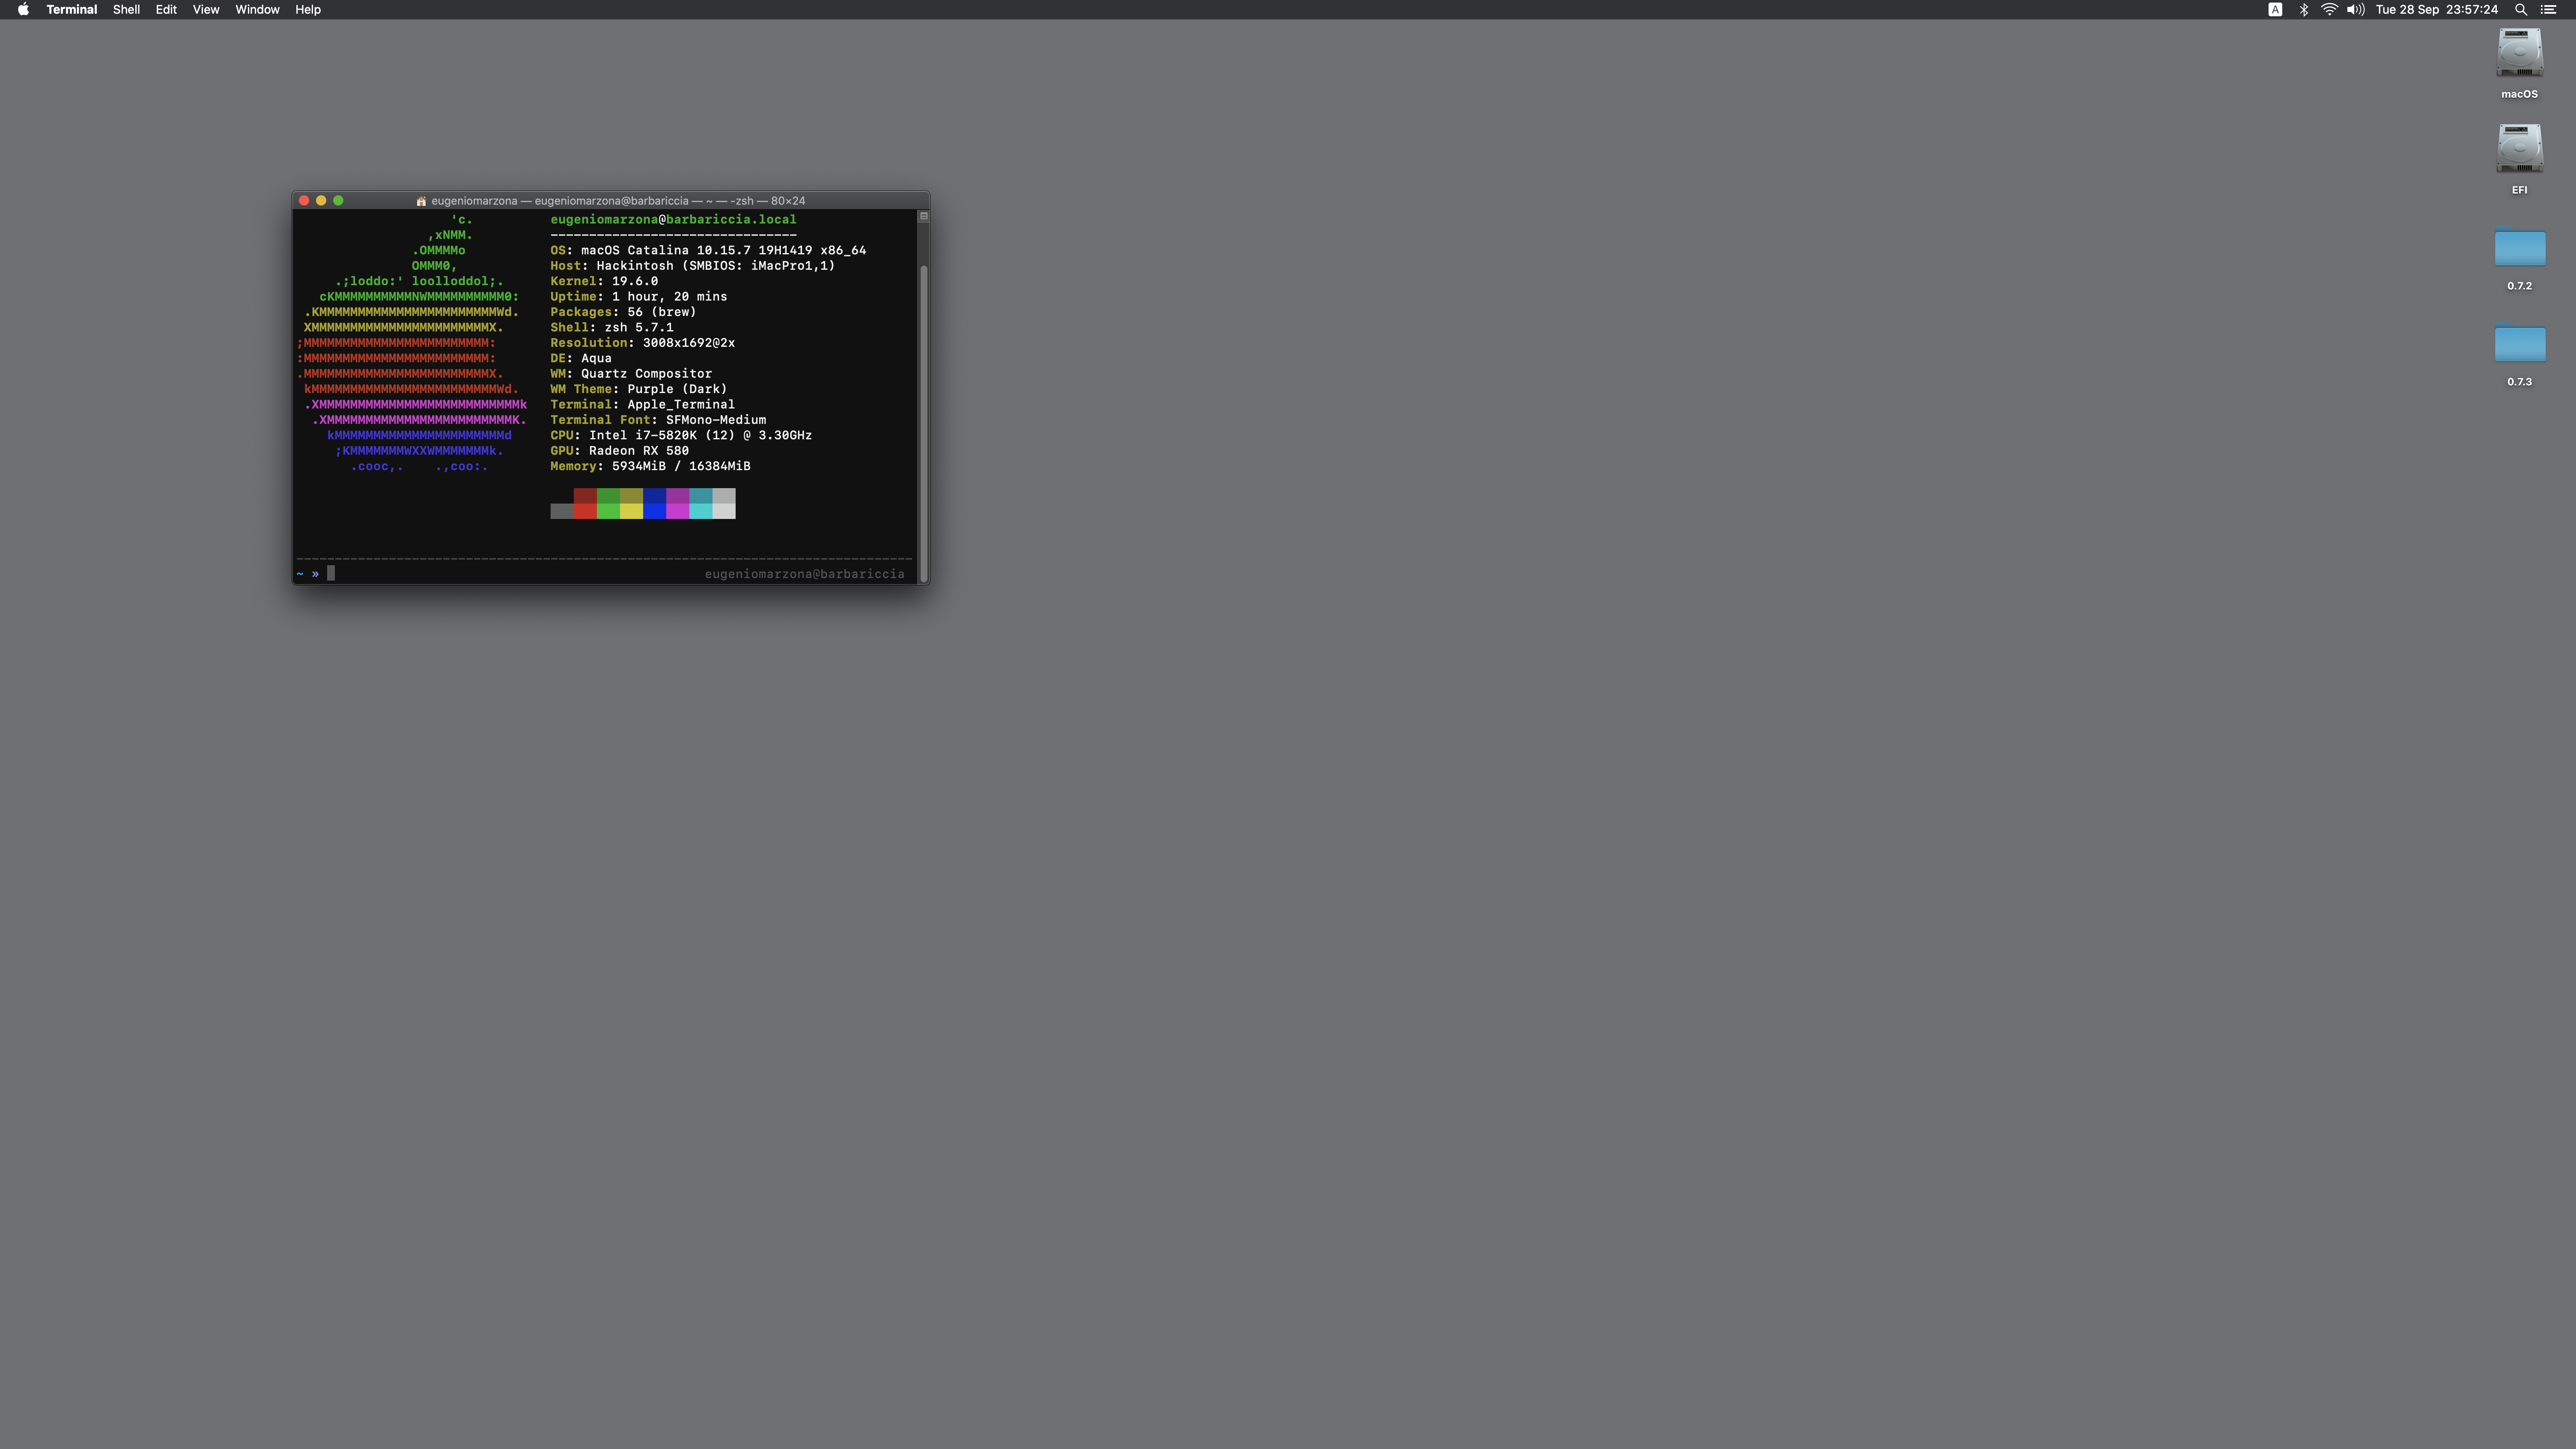 Terminal Shell Edit View Window Help
A Tue 28 Sep 23:57:24
macOS
EFI
0.7.2
0.7.3
eugeniomarzona — eugeniomarzona@barbariccia — ~ — -zsh — 80×24
'c. eugeniomarzona@barbariccia.local
,xNMM. --------------------------------
.OMMMMo OS: macOS Catalina 10.15.7 19H1419 x86_64
OMMM0, Host: Hackintosh (SMBIOS: iMacPro1,1)
.;loddo:' loolloddol;. Kernel: 19.6.0
cKMMMMMMMMMMNWMMMMMMMMMM0: Uptime: 1 hour, 20 mins
.KMMMMMMMMMMMMMMMMMMMMMMMWd. Packages: 56 (brew)
XMMMMMMMMMMMMMMMMMMMMMMMX. Shell: zsh 5.7.1
;MMMMMMMMMMMMMMMMMMMMMMMM: Resolution: 3008x1692@2x
:MMMMMMMMMMMMMMMMMMMMMMMM: DE: Aqua
.MMMMMMMMMMMMMMMMMMMMMMMMX. WM: Quartz Compositor
kMMMMMMMMMMMMMMMMMMMMMMMMWd. WM Theme: Purple (Dark)
.XMMMMMMMMMMMMMMMMMMMMMMMMMMk Terminal: Apple_Terminal
.XMMMMMMMMMMMMMMMMMMMMMMMMK. Terminal Font: SFMono-Medium
kMMMMMMMMMMMMMMMMMMMMMMd CPU: Intel i7-5820K (12) @ 3.30GHz
;KMMMMMMMWXXWMMMMMMMk. GPU: Radeon RX 580
.cooc,. .,coo:. Memory: 5934MiB / 16384MiB
~ » eugeniomarzona@barbariccia